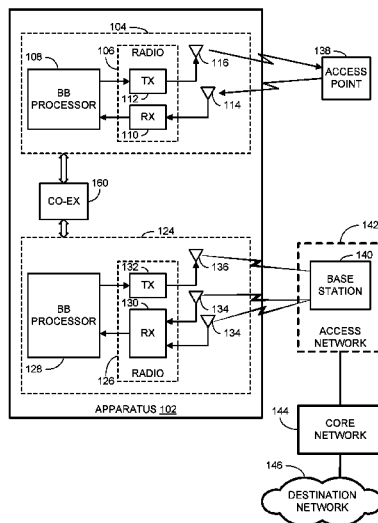 104
108
106
RADIO
BB
PROCESSOR
TX
112
116
114
RX
110
138
ACCESS
POINT
CO-EX
160
124
142
132
TX
136
140
BASE
STATION
BB
PROCESSOR
130
RX
134
134
128
126
RADIO
ACCESS
NETWORK
APPARATUS 102
144
CORE
NETWORK
146
DESTINATION
NETWORK